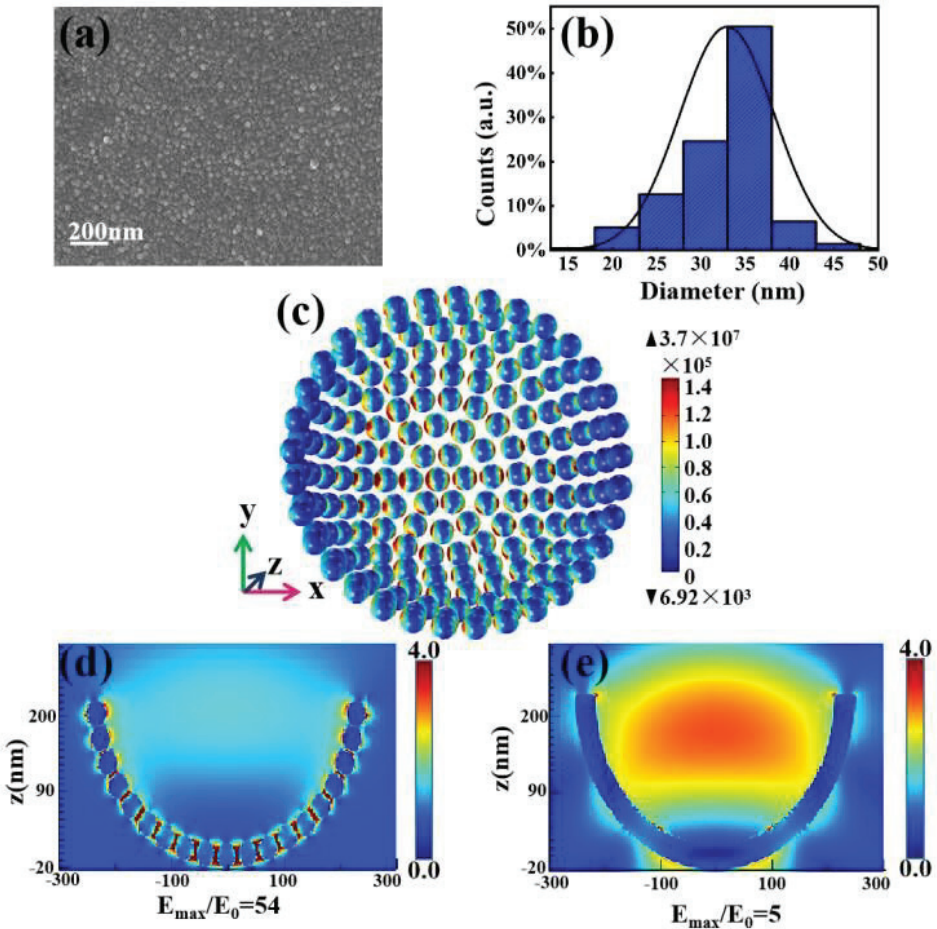 (a)
200nm
(b)
50%
40%
30%
20%
10%
0%
Counts (a.u.)
15 20 25 30 35 40 45 50
Diameter (nm)
(c)
▲3.7×10⁷
×10⁵
1.4
1.2
1.0
0.8
0.6
0.4
0.2
0
▼6.92×10³
y
z
x
(d)
4.0
0.0
z(nm)
200
90
-20
-300 -100 100 300
Eₘₐₓ/E₀=54
(e)
4.0
0.0
z(nm)
200
90
-20
-300 -100 100 300
Eₘₐₓ/E₀=5